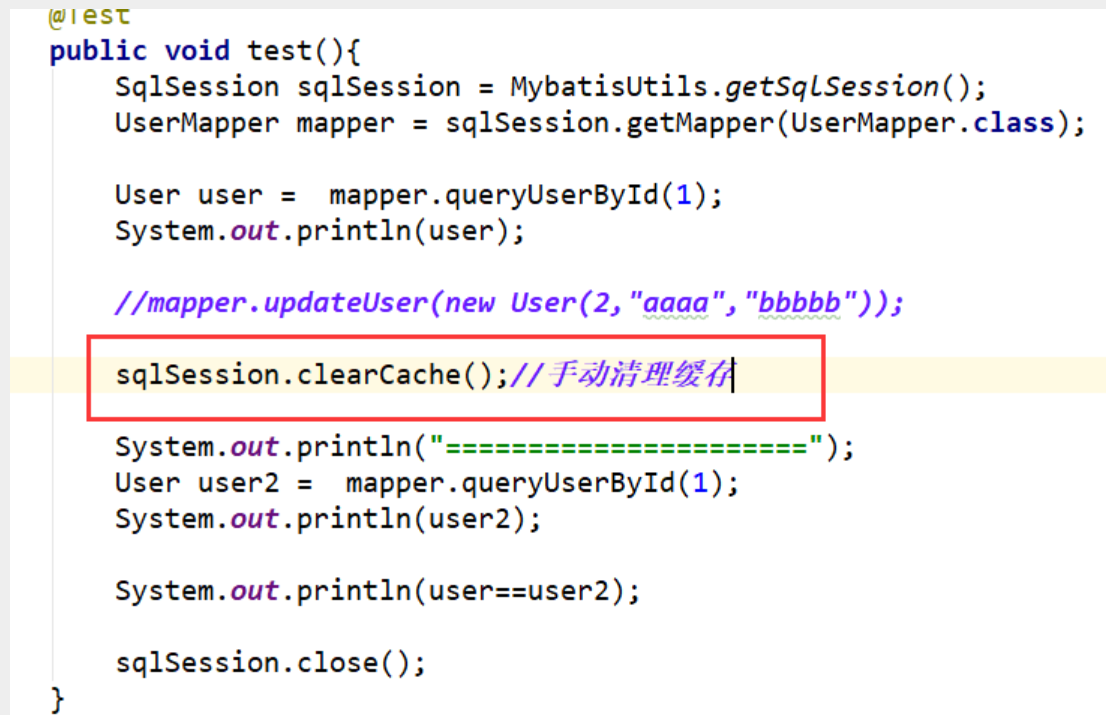 @Test
public void test(){
SqlSession sqlSession = MybatisUtils.getSqlSession();
UserMapper mapper = sqlSession.getMapper(UserMapper.class);
User user =  mapper.queryUserById(1);
System.out.println(user);
//mapper.updateUser(new User(2,"aaaa","bbbbb"));
sqlSession.clearCache();//手动清理缓存
System.out.println("======================");
User user2 =  mapper.queryUserById(1);
System.out.println(user2);
System.out.println(user==user2);
sqlSession.close();
}